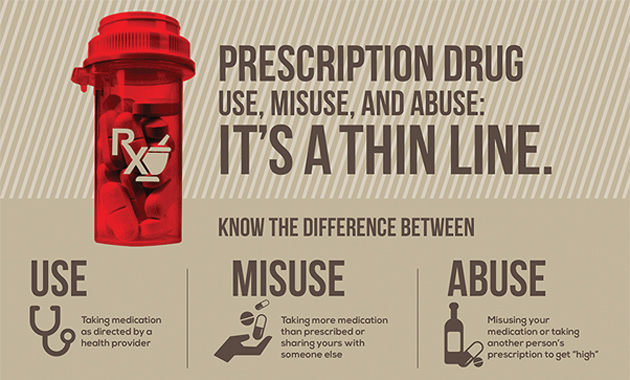 PRESCRIPTION DRUG
USE, MISUSE, AND ABUSE:
IT'S A THIN LINE.
RX
KNOW THE DIFFERENCE BETWEEN
USE
Taking medication
as directed by a
health provider
MISUSE
Taking more medication
than prescribed or
sharing yours with
someone else
ABUSE
Misusing your
medication or taking
another person's
prescription to get "high"